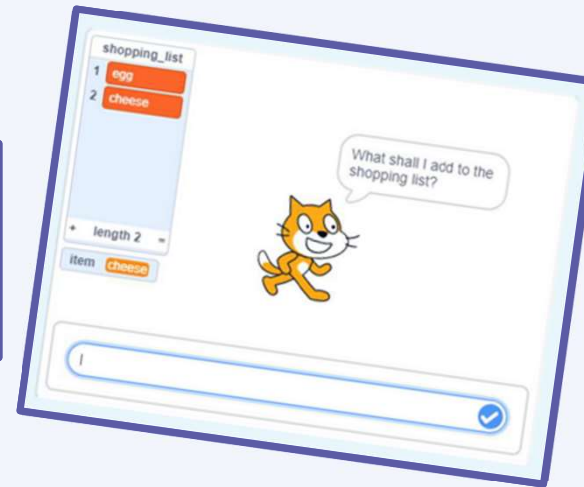 shopping_list
1 egg
2 cheese
+ length 2 =
item cheese
What shall I add to the
shopping list?